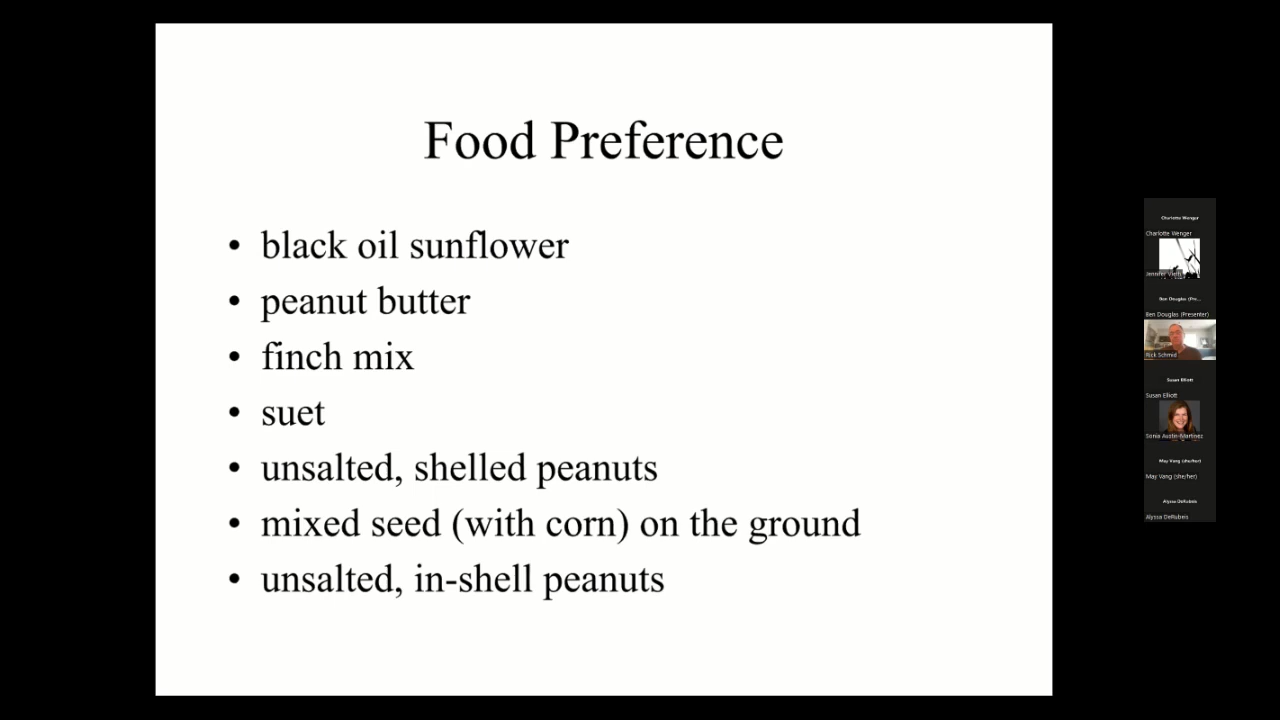 Food Preference
• black oil sunflower
• peanut butter
• finch mix
• suet
• unsalted, shelled peanuts
• mixed seed (with corn) on the ground
• unsalted, in-shell peanuts
Charlotte Wenger
Charlotte Wenger
Jennifer
Ben Douglas (Pre...
Ben Douglas (Presenter)
Rick Schmid
Susan Elliott
Susan Elliott
Sonia Austin-Martinez
May Vang (she/her)
May Vang (she/her)
Alyssa DeRubeis
Alyssa DeRubeis